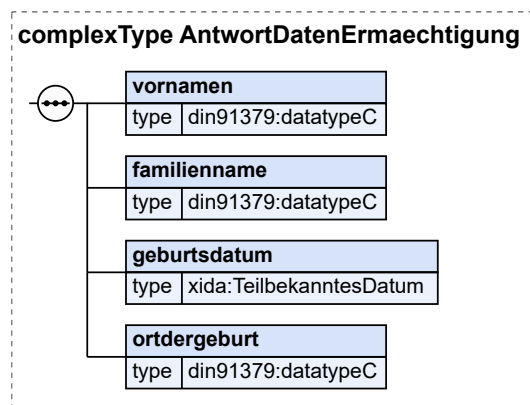 complexType AntwortDatenErmaechtigung
vornamen
type din91379:datatypeC
familienname
type din91379:datatypeC
geburtsdatum
type xida:TeilbekanntesDatum
ortdergeburt
type din91379:datatypeC